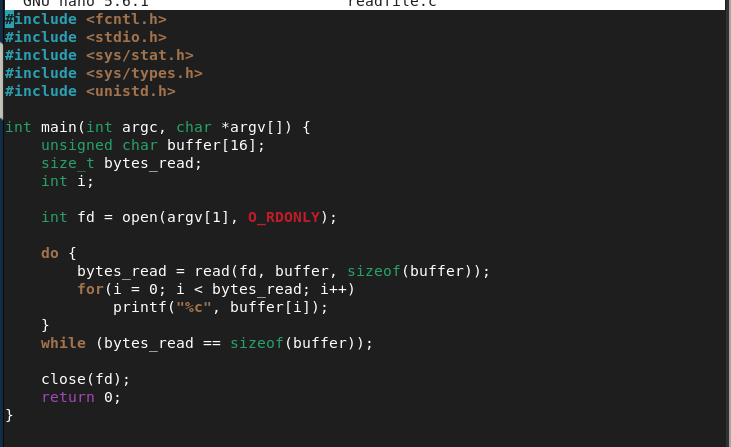 GNU nano 5.6.1 readfile.c
#include <fcntl.h>
#include <stdio.h>
#include <sys/stat.h>
#include <sys/types.h>
#include <unistd.h>
int main(int argc, char *argv[]) {
    unsigned char buffer[16];
    size_t bytes_read;
    int i;
    int fd = open(argv[1], O_RDONLY);
    do {
        bytes_read = read(fd, buffer, sizeof(buffer));
        for(i = 0; i < bytes_read; i++)
            printf("%c", buffer[i]);
    }
    while (bytes_read == sizeof(buffer));
    close(fd);
    return 0;
}